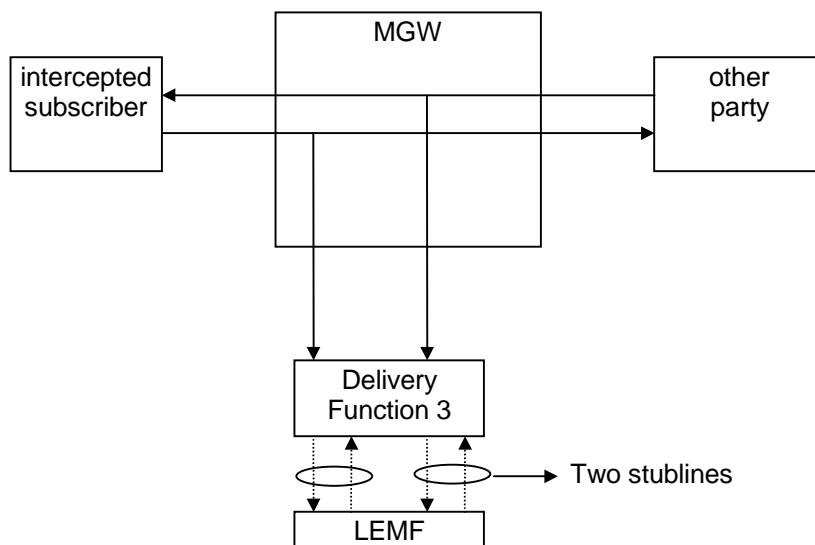 MGW
intercepted
subscriber
other
party
Delivery
Function 3
Two stublines
LEMF